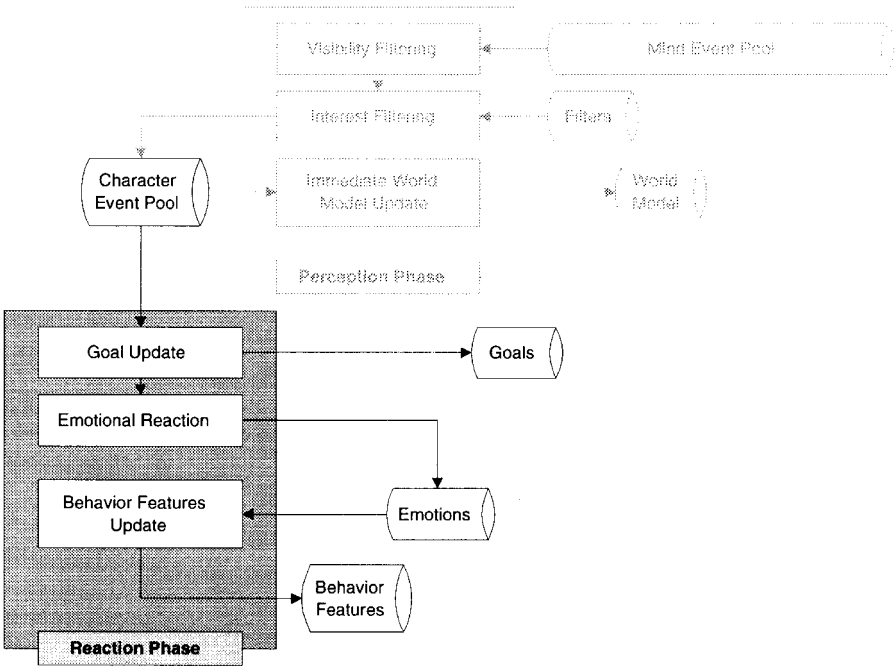 Visibility Filtering
Mind Event Pool
Interest Filtering
Filters
Character
Event Pool
Immediate World
Model Update
World
Model
Perception Phase
Goal Update
Goals
Emotional Reaction
Behavior Features
Update
Emotions
Behavior
Features
Reaction Phase